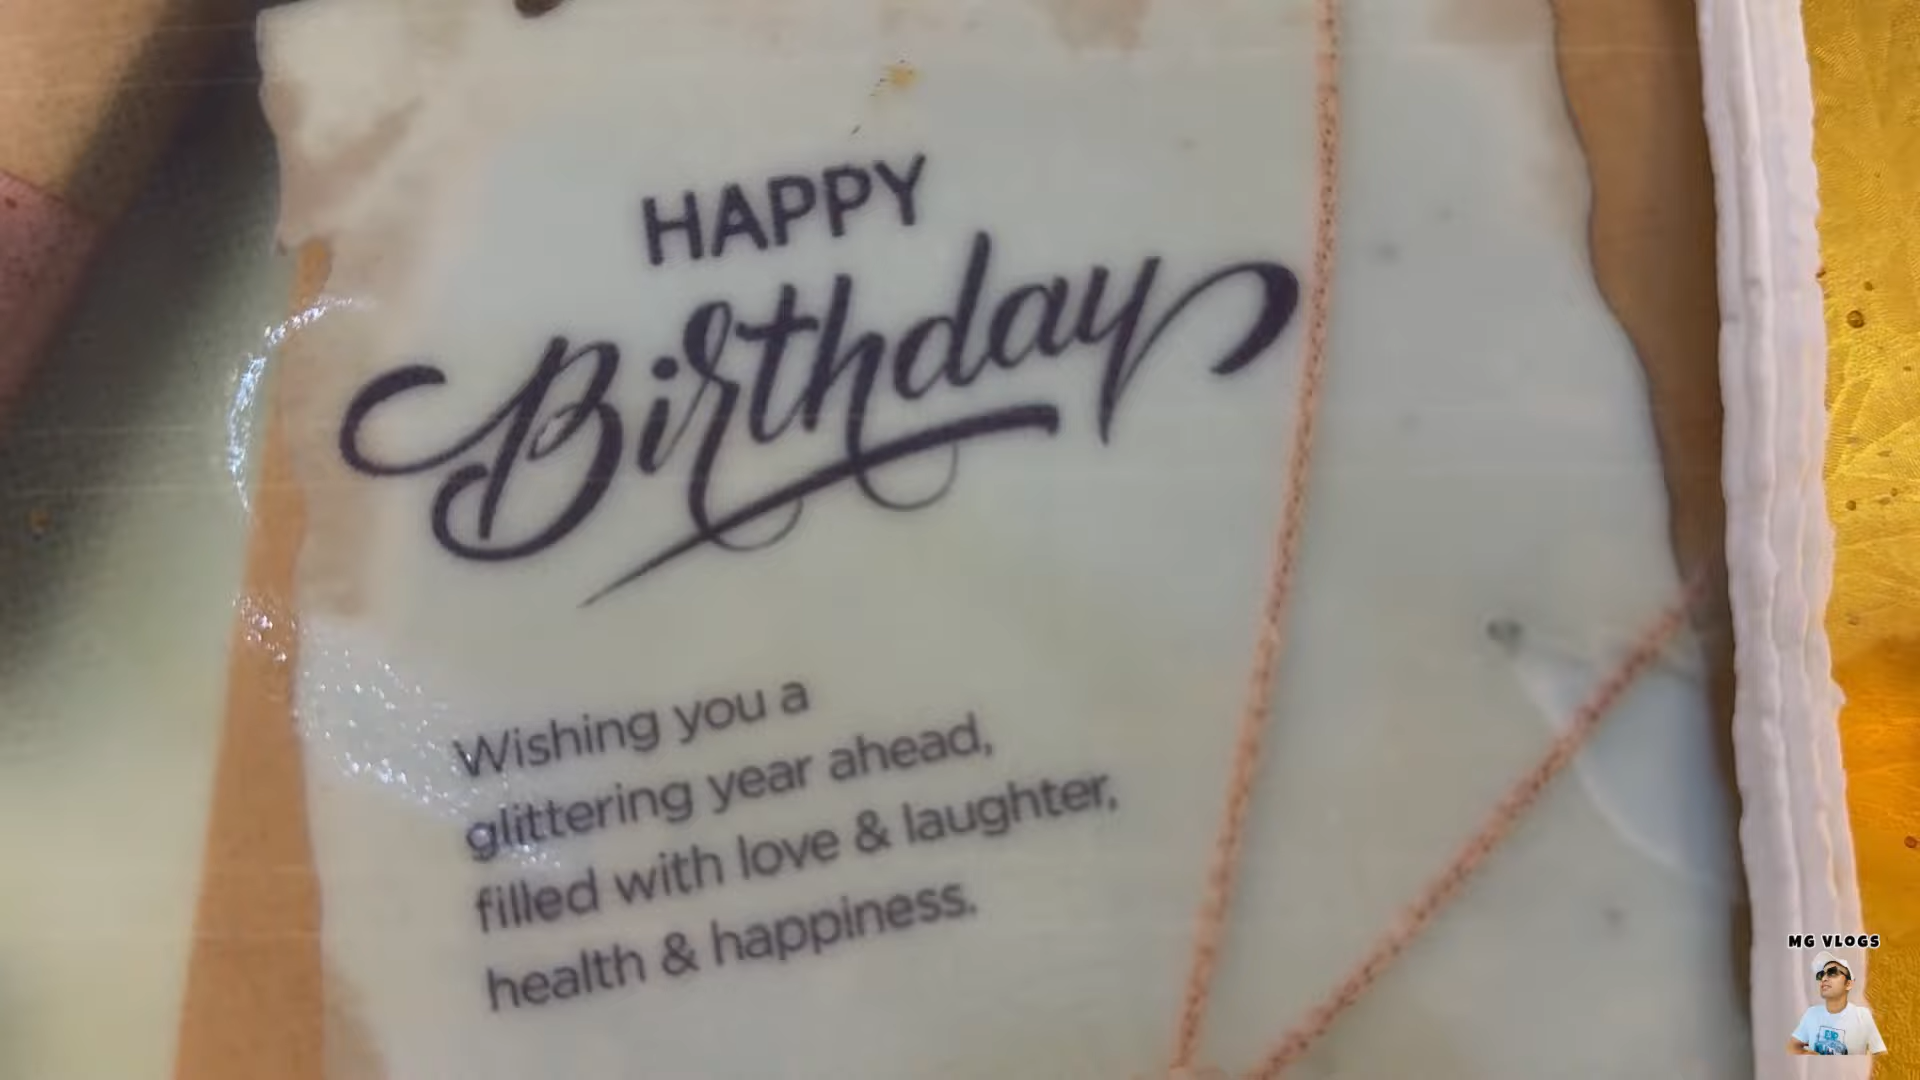 HAPPY
Birthday
Wishing you a
glittering year ahead,
filled with love & laughter,
health & happiness.
MG VLOGS